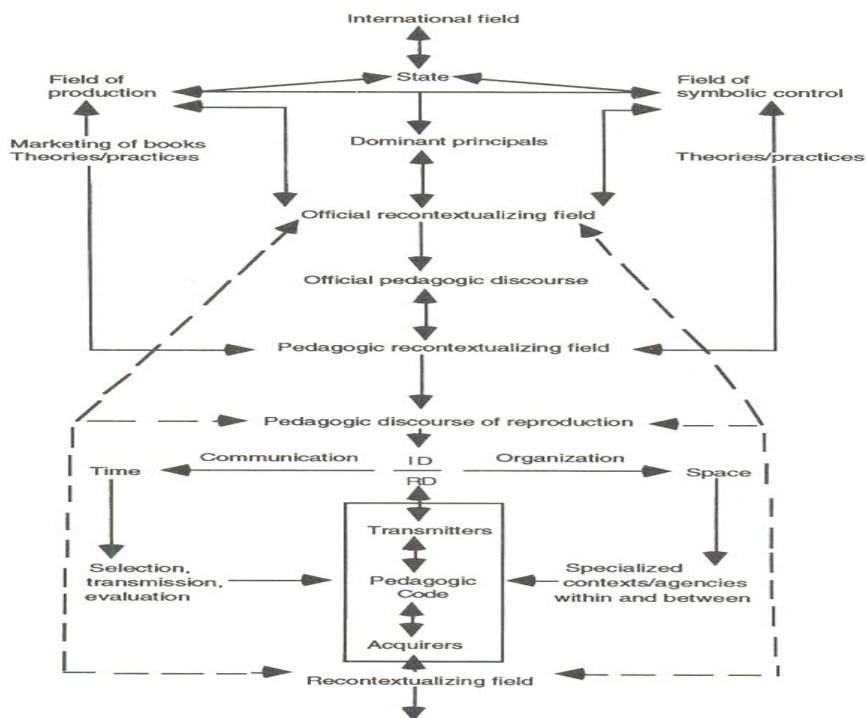 International field
Field of
production
State
Field of
symbolic control
Marketing of books
Theories/practices
Dominant principals
Theories/practices
Official recontextualizing field
Official pedagogic discourse
Pedagogic recontextualizing field
Pedagogic discourse of reproduction
Time
Communication
ID
RD
Organization
Space
Transmitters
Selection,
transmission,
evaluation
Pedagogic
Code
Specialized
contexts/agencies
within and between
Acquirers
Recontextualizing field